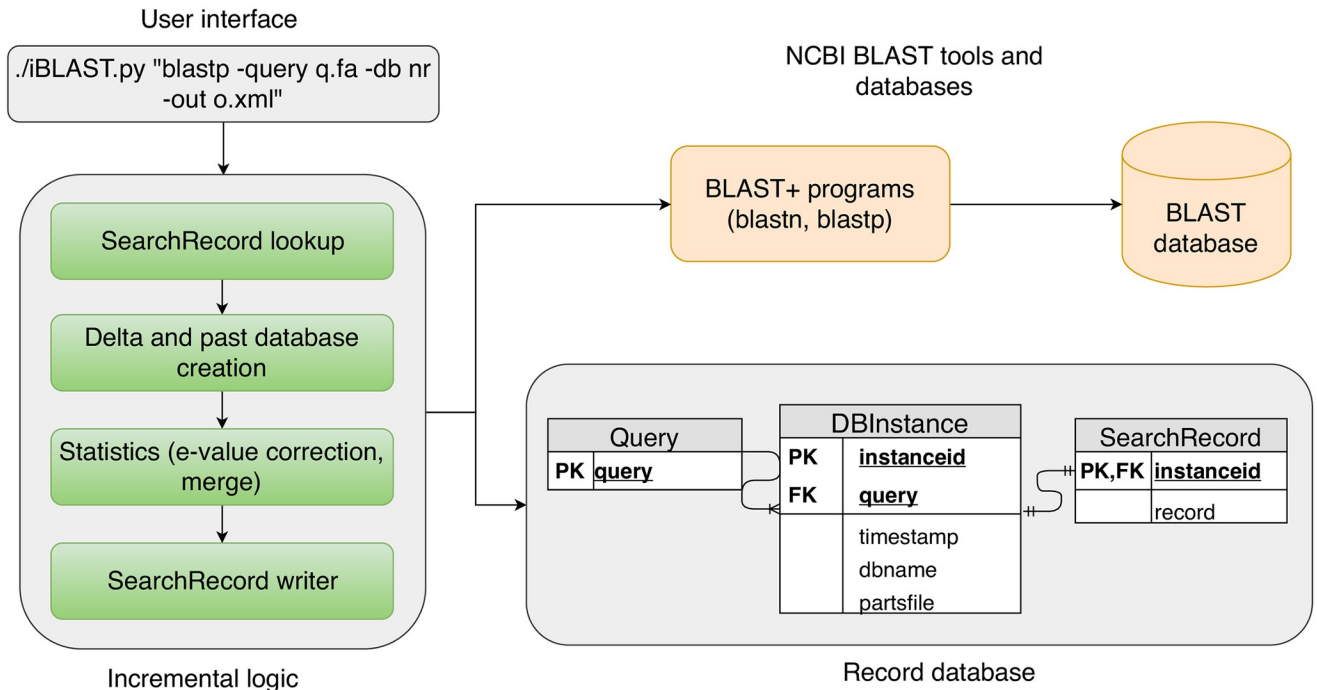 User interface
./iBLAST.py "blastp -query q.fa -db nr
-out o.xml"
SearchRecord lookup
Delta and past database
creation
Statistics (e-value correction,
merge)
SearchRecord writer
Incremental logic
NCBI BLAST tools and
databases
BLAST+ programs
(blastn, blastp)
BLAST
database
Query
PK query
DBInstance
PK instanceid
FK query
timestamp
dbname
partsfile
SearchRecord
PK,FK instanceid
record
Record database